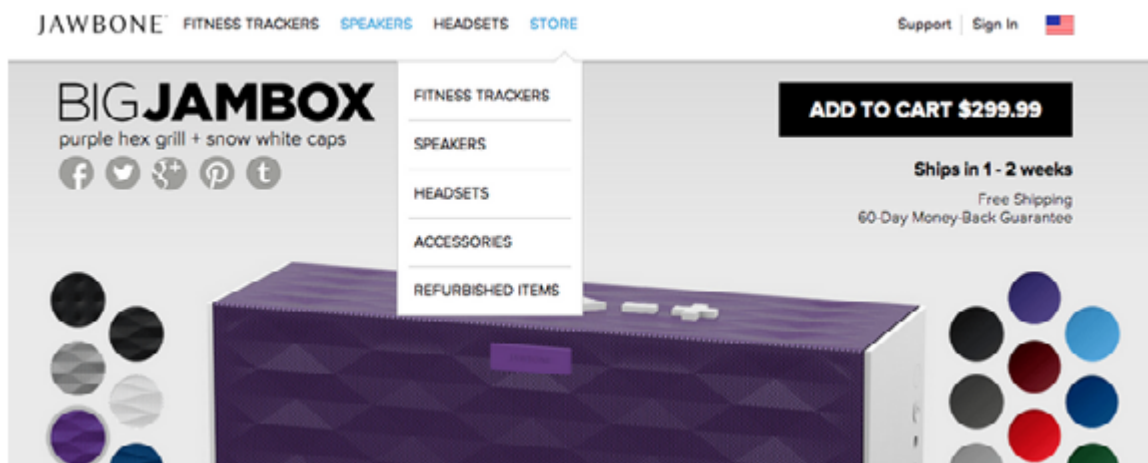 JAWBONE FITNESS TRACKERS SPEAKERS HEADSETS STORE Support Sign In
BIG JAMBOX
purple hex grill + snow white caps
f g+ p t
FITNESS TRACKERS
SPEAKERS
HEADSETS
ACCESSORIES
REFURBISHED ITEMS
ADD TO CART $299.99
Ships in 1 - 2 weeks
Free Shipping
60-Day Money-Back Guarantee